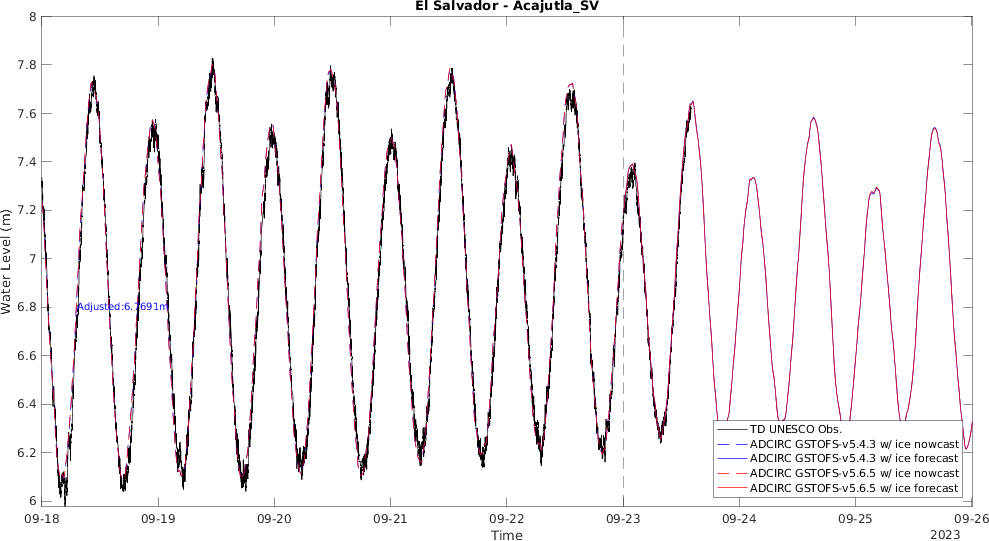 El Salvador - Acajutla_SV
8
7.8
7.6
7.4
7.2
7
6.8
6.6
6.4
6.2
6
Water Level (m)
Adjusted:6.7691m
TD UNESCO Obs.
ADCIRC GSTOFS-v5.4.3 w/ ice nowcast
ADCIRC GSTOFS-v5.4.3 w/ ice forecast
ADCIRC GSTOFS-v5.6.5 w/ ice nowcast
ADCIRC GSTOFS-v5.6.5 w/ ice forecast
09-18 09-19 09-20 09-21 09-22 09-23 09-24 09-25 09-26
Time
2023